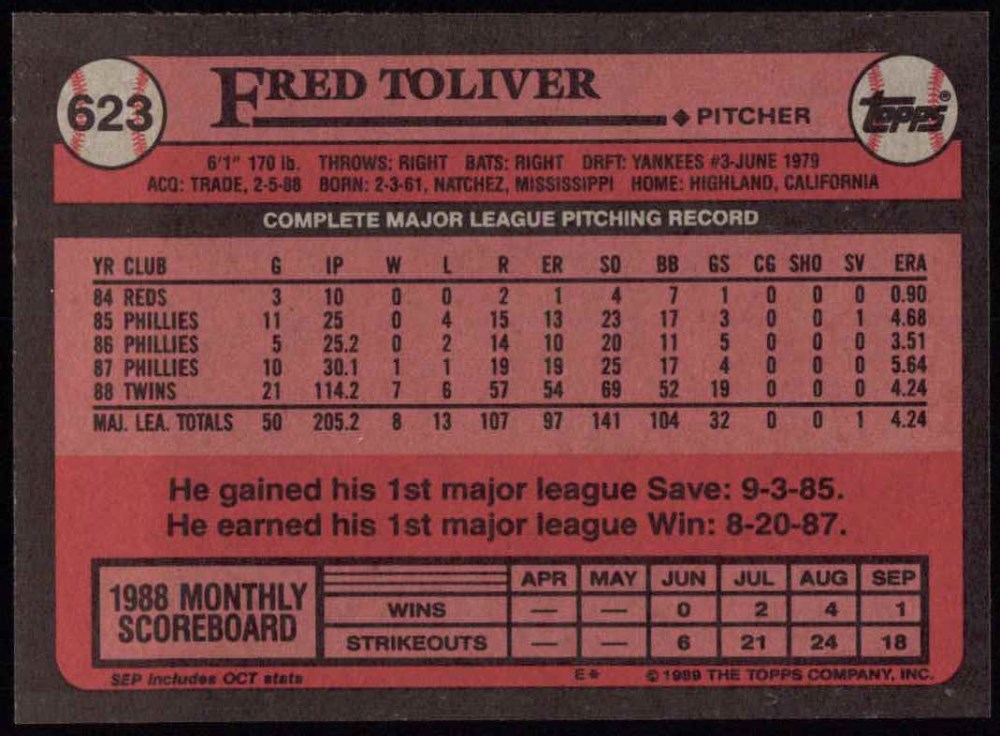 623
FRED TOLIVER
◆ PITCHER
TOPPS®
6'1" 170 lb. THROWS: RIGHT BATS: RIGHT DRFT: YANKEES #3-JUNE 1979
ACQ: TRADE, 2-5-88 BORN: 2-3-61, NATCHEZ, MISSISSIPPI HOME: HIGHLAND, CALIFORNIA
COMPLETE MAJOR LEAGUE PITCHING RECORD
YR CLUB G IP W L R ER SO BB GS CG SHO SV ERA
84 REDS 3 10 0 0 2 1 4 7 1 0 0 0 0.90
85 PHILLIES 11 25 0 4 15 13 23 17 3 0 0 1 4.68
86 PHILLIES 5 25.2 0 2 14 10 20 11 5 0 0 0 3.51
87 PHILLIES 10 30.1 1 1 19 19 25 17 4 0 0 0 5.64
88 TWINS 21 114.2 7 6 57 54 69 52 19 0 0 0 4.24
MAJ. LEA. TOTALS 50 205.2 8 13 107 97 141 104 32 0 0 1 4.24
He gained his 1st major league Save: 9-3-85.
He earned his 1st major league Win: 8-20-87.
1988 MONTHLY
SCOREBOARD
APR MAY JUN JUL AUG SEP
WINS — — 0 2 4 1
STRIKEOUTS — — 6 21 24 18
SEP includes OCT stats E* © 1989 THE TOPPS COMPANY, INC.